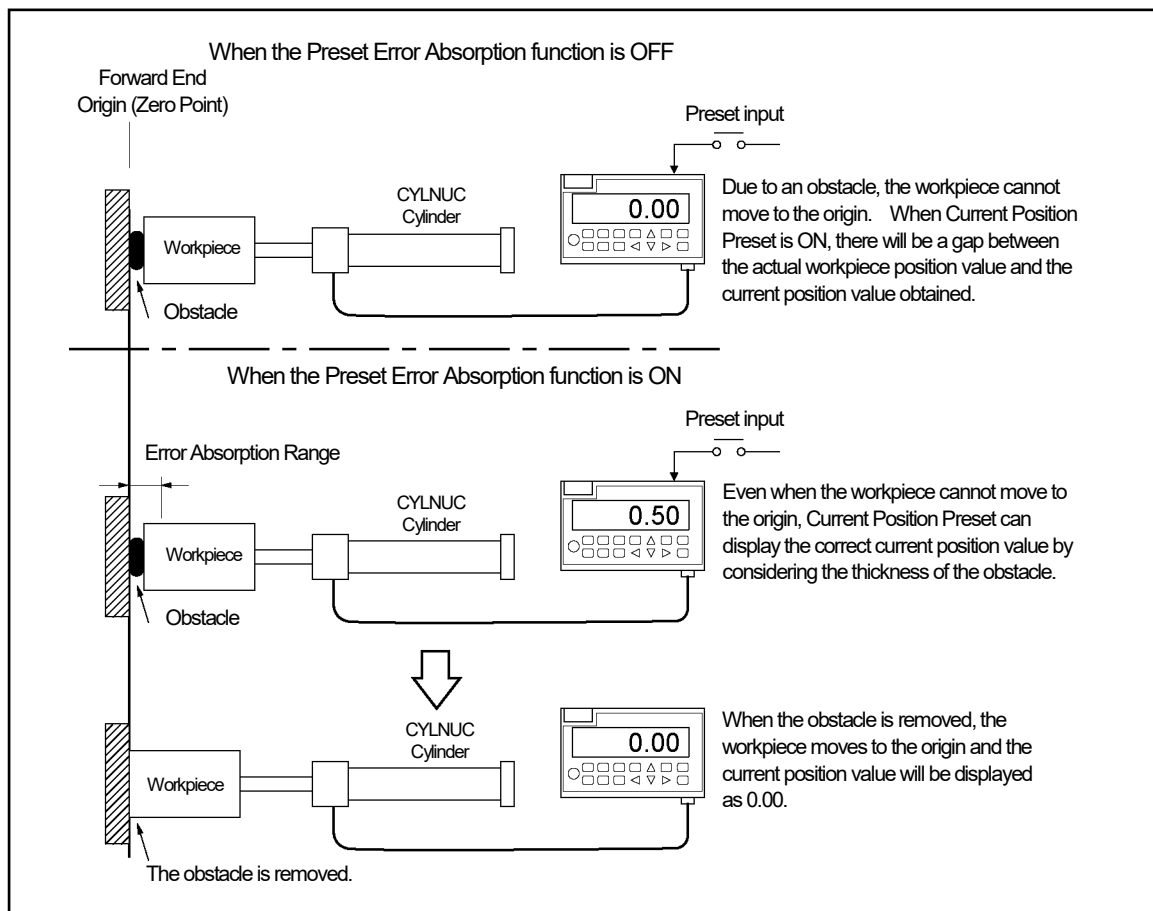 When the Preset Error Absorption function is OFF
Forward End
Origin (Zero Point)
Preset input
CYLNUC
Cylinder
0.00
Workpiece
Obstacle
Due to an obstacle, the workpiece cannot
move to the origin. When Current Position
Preset is ON, there will be a gap between
the actual workpiece position value and the
current position value obtained.
When the Preset Error Absorption function is ON
Preset input
Error Absorption Range
CYLNUC
Cylinder
0.50
Workpiece
Obstacle
Even when the workpiece cannot move to
the origin, Current Position Preset can
display the correct current position value by
considering the thickness of the obstacle.
CYLNUC
Cylinder
0.00
Workpiece
When the obstacle is removed, the
workpiece moves to the origin and the
current position value will be displayed
as 0.00.
The obstacle is removed.